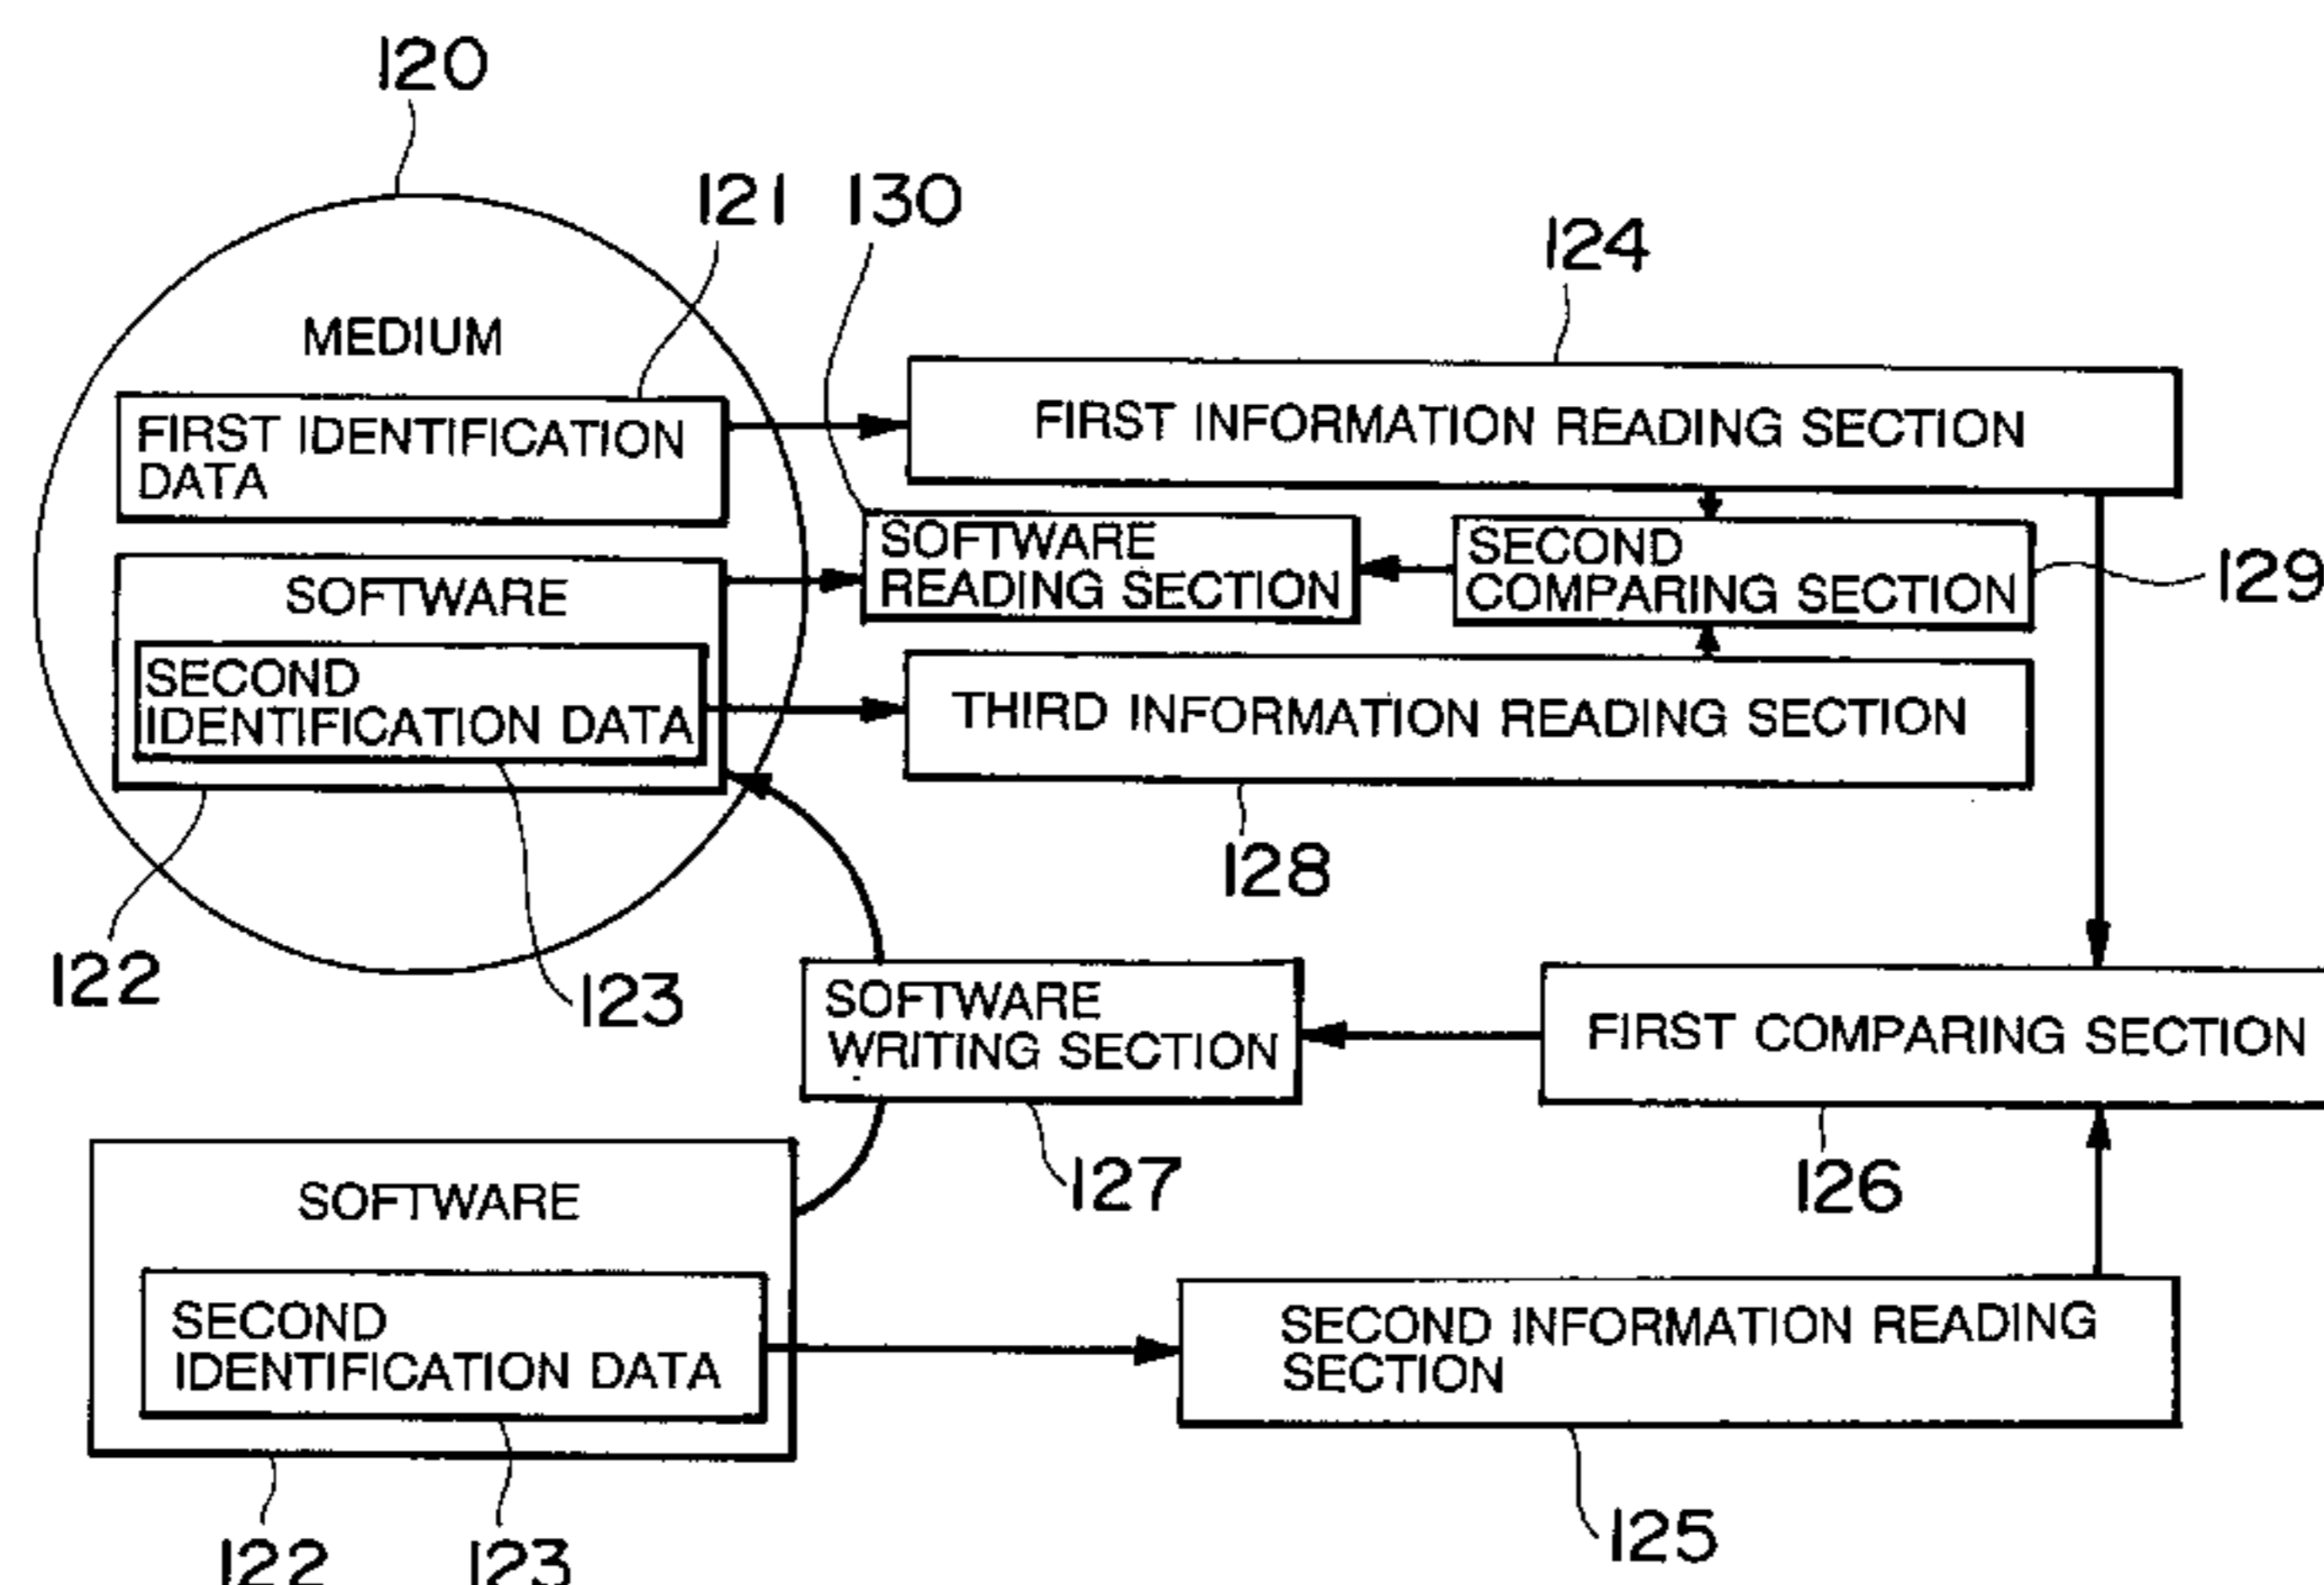 120
121
130
124
MEDIUM
FIRST IDENTIFICATION
DATA
FIRST INFORMATION READING SECTION
SOFTWARE
READING SECTION
SECOND
COMPARING SECTION
129
SOFTWARE
SECOND
IDENTIFICATION DATA
THIRD INFORMATION READING SECTION
128
122
123
SOFTWARE
WRITING SECTION
FIRST COMPARING SECTION
127
126
SOFTWARE
SECOND
IDENTIFICATION DATA
SECOND INFORMATION READING
SECTION
125
122
123